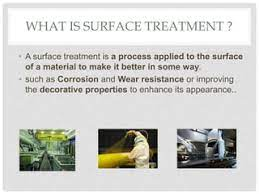 WHAT IS SURFACE TREATMENT ?
• A surface treatment is a process applied to the surface
of a material to make it better in some way.
• such as Corrosion and Wear resistance or improving
the decorative properties to enhance its appearance..